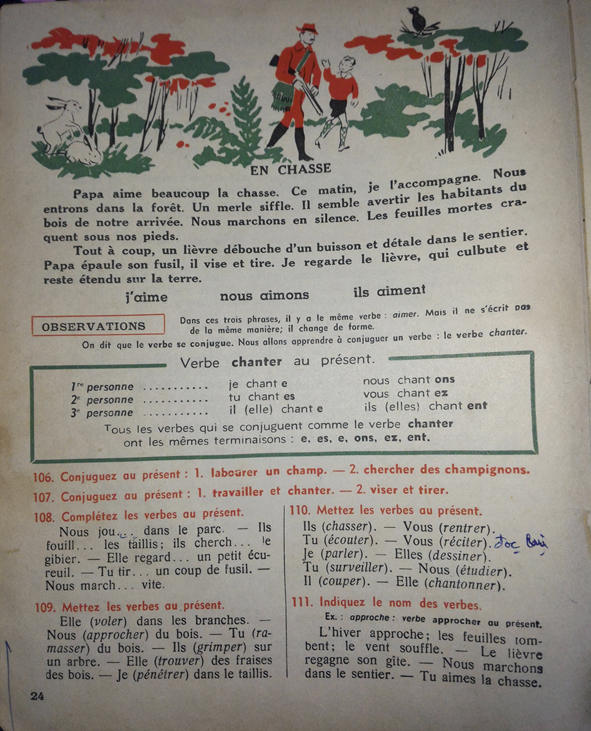 EN CHASSE
Papa aime beaucoup la chasse. Ce matin, je l'accompagne. Nous
entrons dans la forêt. Un merle siffle. Il semble avertir les habitants du
bois de notre arrivée. Nous marchons en silence. Les feuilles mortes cra-
quent sous nos pieds.
Tout à coup, un lièvre débouche d'un buisson et détale dans le sentier.
Papa épaule son fusil, il vise et tire. Je regarde le lièvre, qui culbute et
reste étendu sur la terre.
j'aime nous aimons ils aiment
OBSERVATIONS
Dans ces trois phrases, il y a le même verbe : aimer. Mais il ne s'écrit pas
de la même manière; il change de forme.
On dit que le verbe se conjugue. Nous allons apprendre à conjuguer un verbe : le verbe chanter.
Verbe chanter au présent.
1re personne ........... je chant e nous chant ons
2e personne ........... tu chant es vous chant ez
3e personne ........... il (elle) chant e ils (elles) chant ent
Tous les verbes qui se conjuguent comme le verbe chanter
ont les mêmes terminaisons : e, es, e, ons, ez, ent.
106. Conjuguez au présent : 1. labourer un champ. — 2. chercher des champignons.
107. Conjuguez au présent : 1. travailler et chanter. — 2. viser et tirer.
108. Complétez les verbes au présent.
Nous jou... dans le parc. — Ils
fouill... les taillis; ils cherch... le
gibier. — Elle regard... un petit écu-
reuil. — Tu tir... un coup de fusil. —
Nous march... vite.
109. Mettez les verbes au présent.
Elle (voler) dans les branches. —
Nous (approcher) du bois. — Tu (ra-
masser) du bois. — Ils (grimper) sur
un arbre. — Elle (trouver) des fraises
des bois. — Je (pénétrer) dans le taillis.
110. Mettez les verbes au présent.
Ils (chasser). — Vous (rentrer).
Tu (écouter). — Vous (réciter).
Je (parler). — Elles (dessiner).
Tu (surveiller). — Nous (étudier).
Il (couper). — Elle (chantonner).
111. Indiquez le nom des verbes.
Ex. : approche : verbe approcher au présent.
L'hiver approche; les feuilles tom-
bent; le vent souffle. — Le lièvre
regagne son gîte. — Nous marchons
dans le sentier. — Tu aimes la chasse.
24